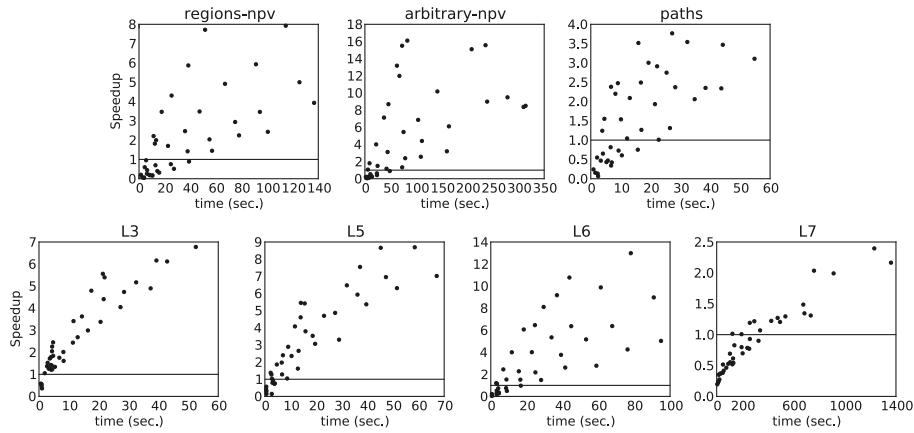 regions-npv
arbitrary-npv
paths
Speedup
8
7
6
5
4
3
2
1
0
0 20 40 60 80 100 120 140
time (sec.)
18
16
14
12
10
8
6
4
2
0
0 50 100 150 200 250 300 350
time (sec.)
4.0
3.5
3.0
2.5
2.0
1.5
1.0
0.5
0.0
0 10 20 30 40 50 60
time (sec.)
L3
L5
L6
L7
Speedup
7
6
5
4
3
2
1
0
0 10 20 30 40 50 60
time (sec.)
9
8
7
6
5
4
3
2
1
0
0 10 20 30 40 50 60 70
time (sec.)
14
12
10
8
6
4
2
0
0 20 40 60 80 100
time (sec.)
2.5
2.0
1.5
1.0
0.5
0.0
0 200 400 600 800 1000 1200 1400
time (sec.)